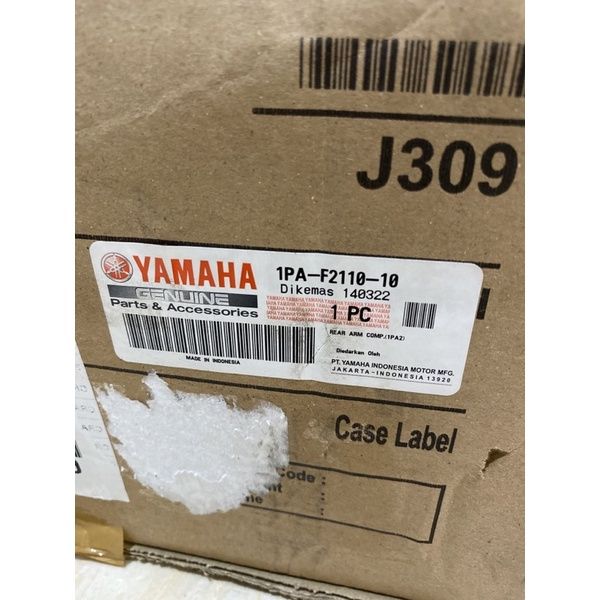 J309
YAMAHA
GENUINE
Parts & Accessories
MADE IN INDONESIA
1PA-F2110-10
Dikemas 140322
1 PC
REAR ARM COMP.(1PA2)
Diedarkan Oleh
PT.YAMAHA INDONESIA MOTOR MFG.
JAKARTA-INDONESIA 13920
Case Label
Code :